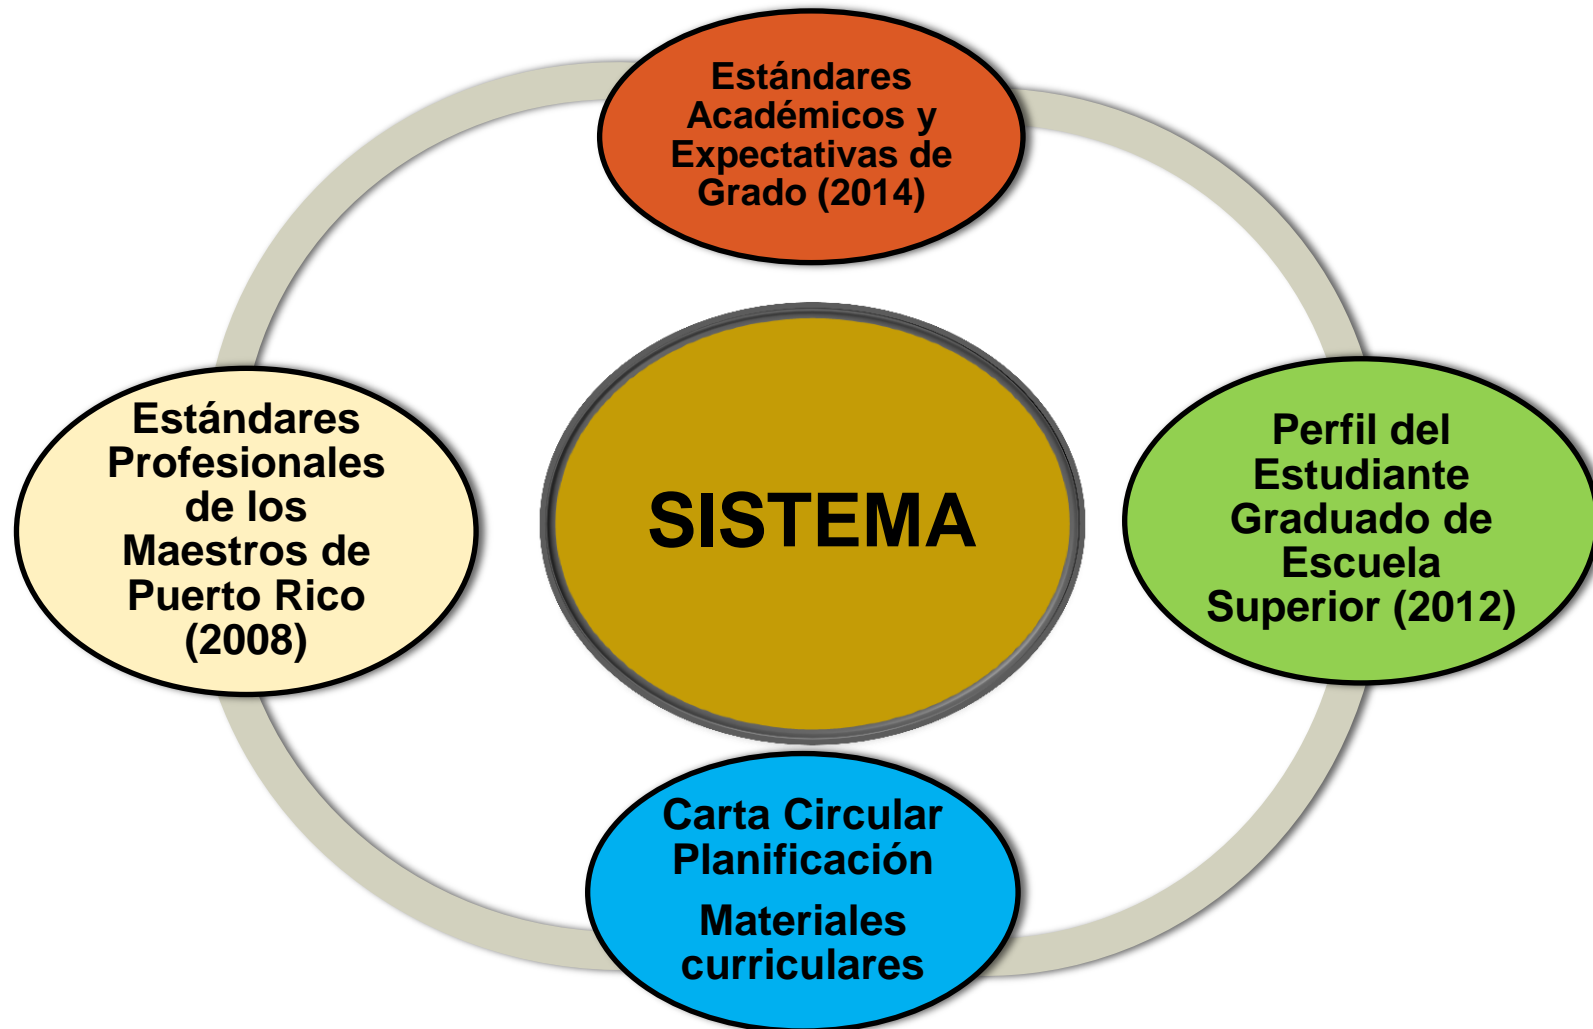 Estándares
Académicos y
Expectativas de
Grado (2014)
Estándares
Profesionales
de los
Maestros de
Puerto Rico
(2008)
SISTEMA
Perfil del
Estudiante
Graduado de
Escuela
Superior (2012)
Carta Circular
Planificación
Materiales
curriculares